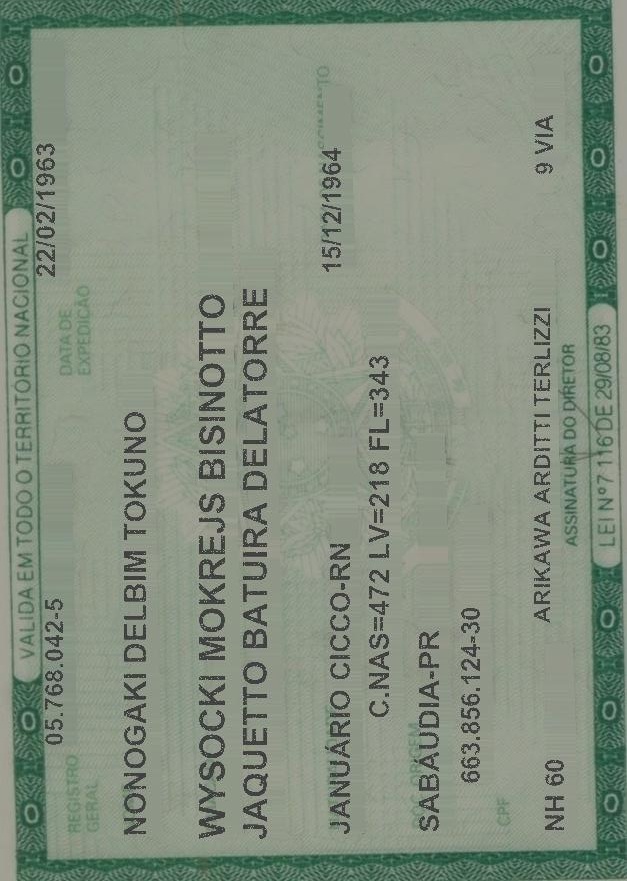 VALIDA EM TODO O TERRITÓRIO NACIONAL
REGISTRO GERAL 05.768.042-5 DATA DE EXPEDIÇÃO 22/02/1963
NONOGAKI DELBIM TOKUNO
WYSOCKI MOKREJS BISINOTTO
JAQUETTO BATUIRA DELATORRE
JANUÁRIO CICCO-RN 15/12/1964
C.NAS=472 LV=218 FL=343
SABÁUDIA-PR
663.856.124-30
CPF
NH 60 ARIKAWA ARDITTI TERLIZZI 9 VIA
ASSINATURA DO DIRETOR
LEI Nº 7 116 DE 29/08/83